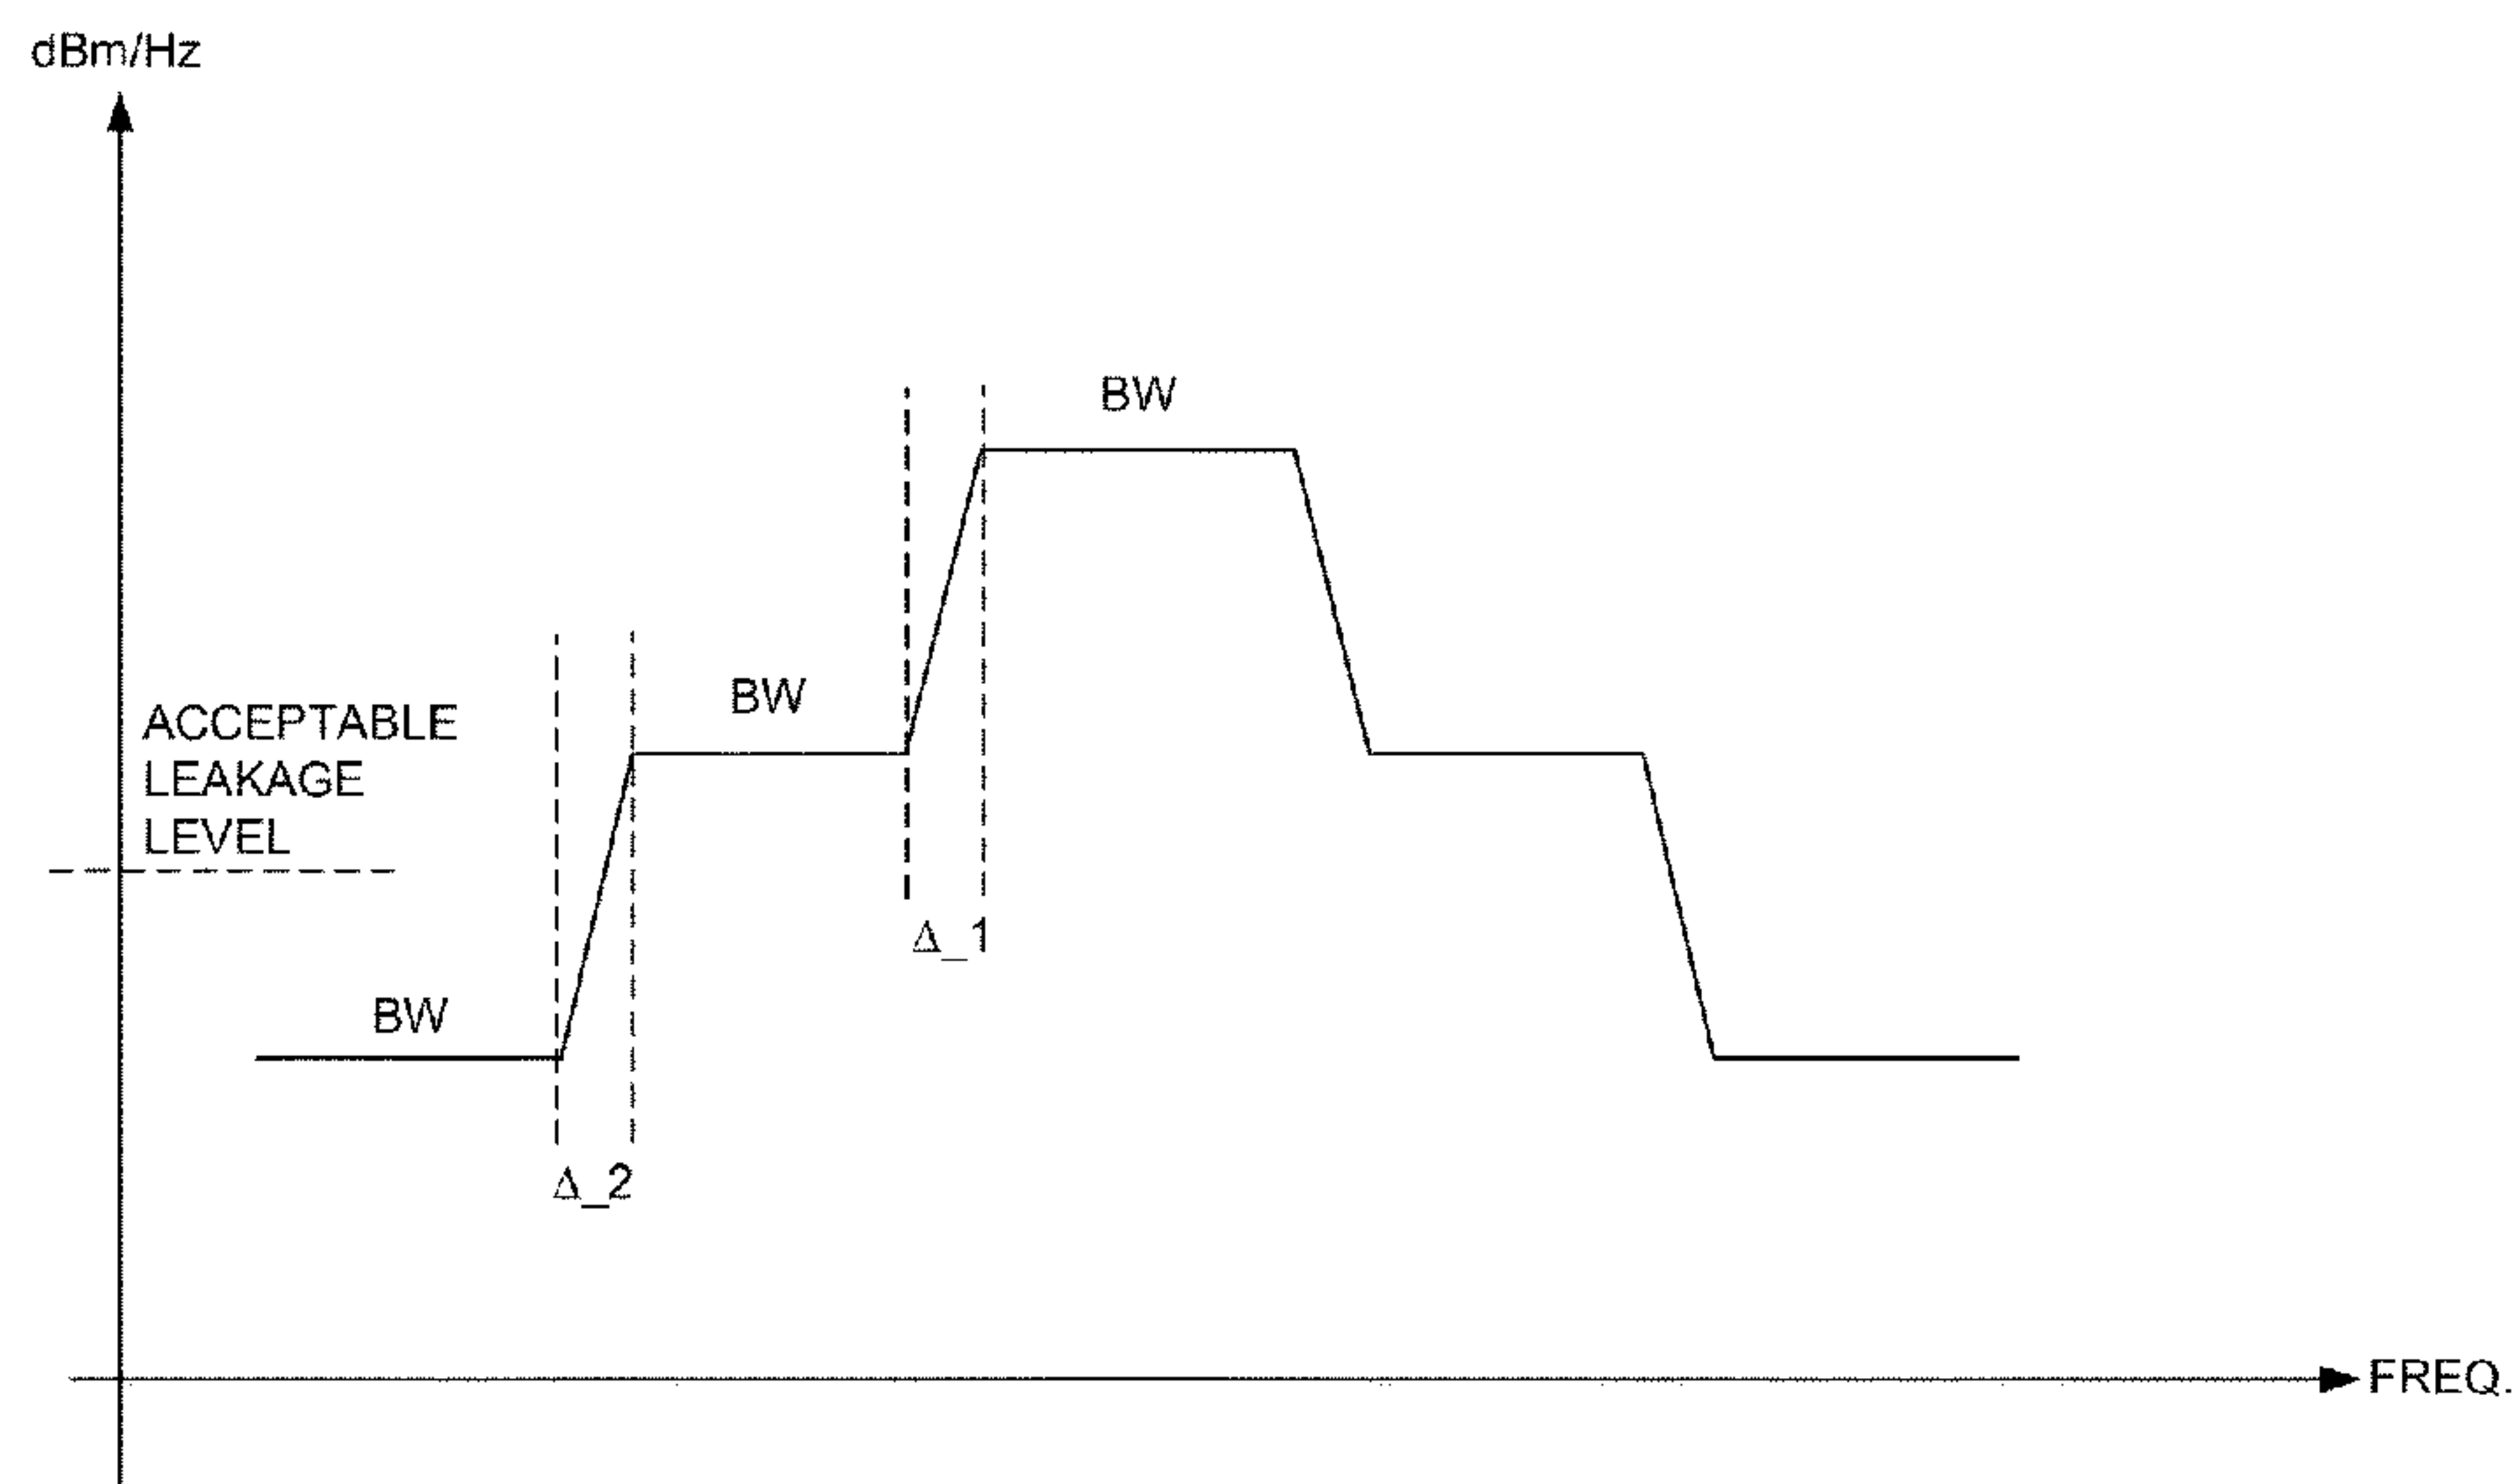 dBm/Hz
BW
BW
ACCEPTABLE
LEAKAGE
LEVEL
Δ_1
BW
Δ_2
FREQ.